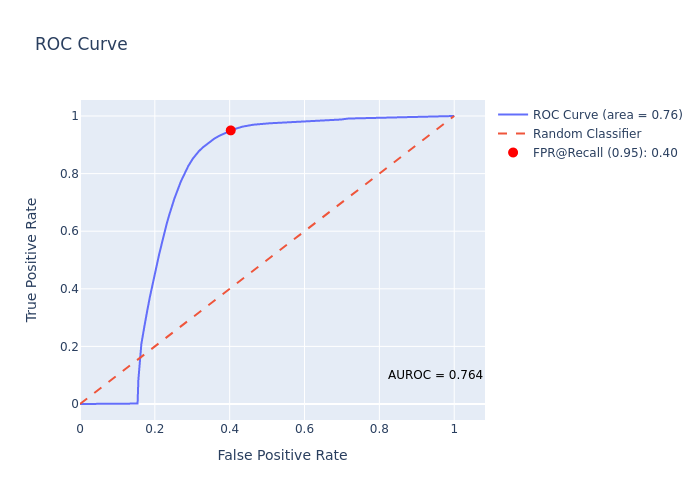 ROC Curve
ROC Curve (area = 0.76)
Random Classifier
FPR@Recall (0.95): 0.40
True Positive Rate
1
0.8
0.6
0.4
0.2
0
AUROC = 0.764
0 0.2 0.4 0.6 0.8 1
False Positive Rate